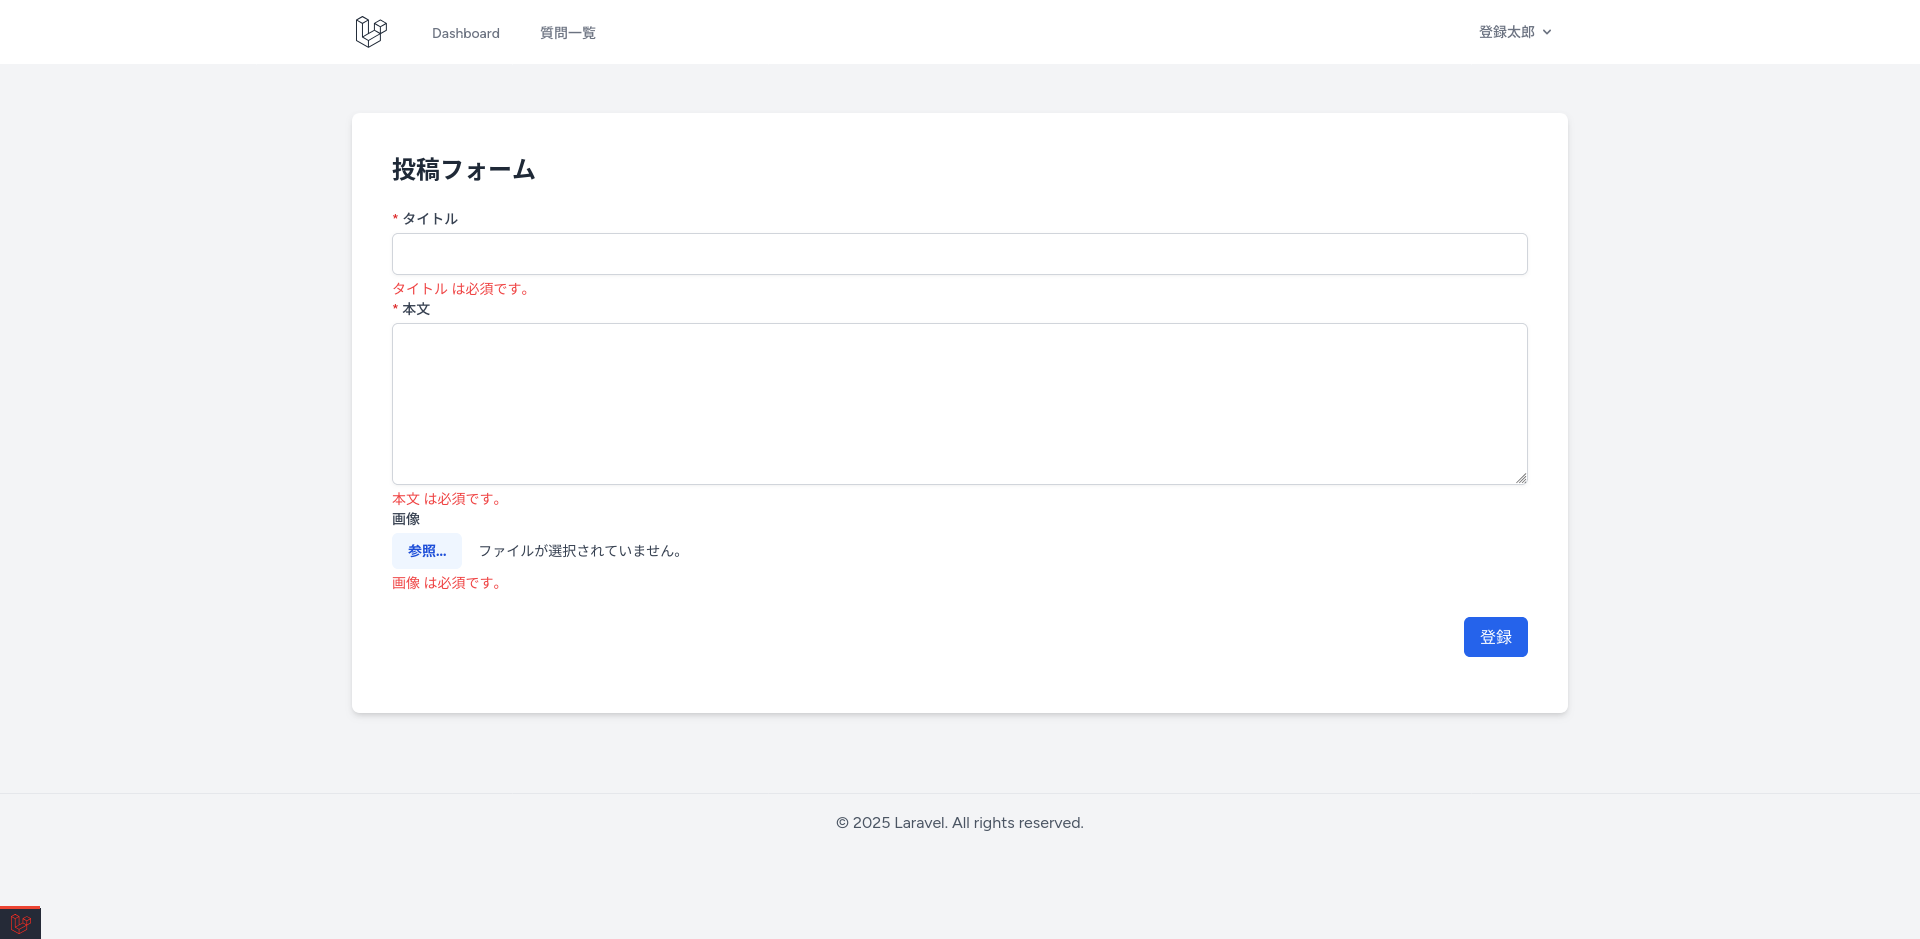 Dashboard 質問一覧 登録太郎
投稿フォーム
* タイトル
タイトル は必須です。
* 本文
本文 は必須です。
画像
参照... ファイルが選択されていません。
画像 は必須です。
登録
© 2025 Laravel. All rights reserved.